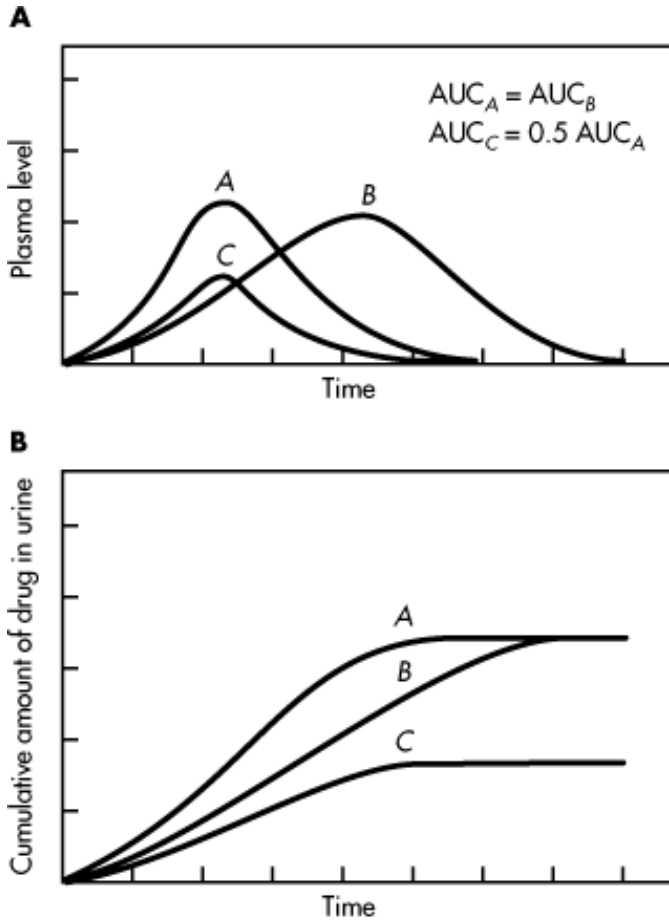 A
AUC_A = AUC_B
AUC_C = 0.5 AUC_A
Plasma level
A
B
C
Time
B
Cumulative amount of drug in urine
A
B
C
Time